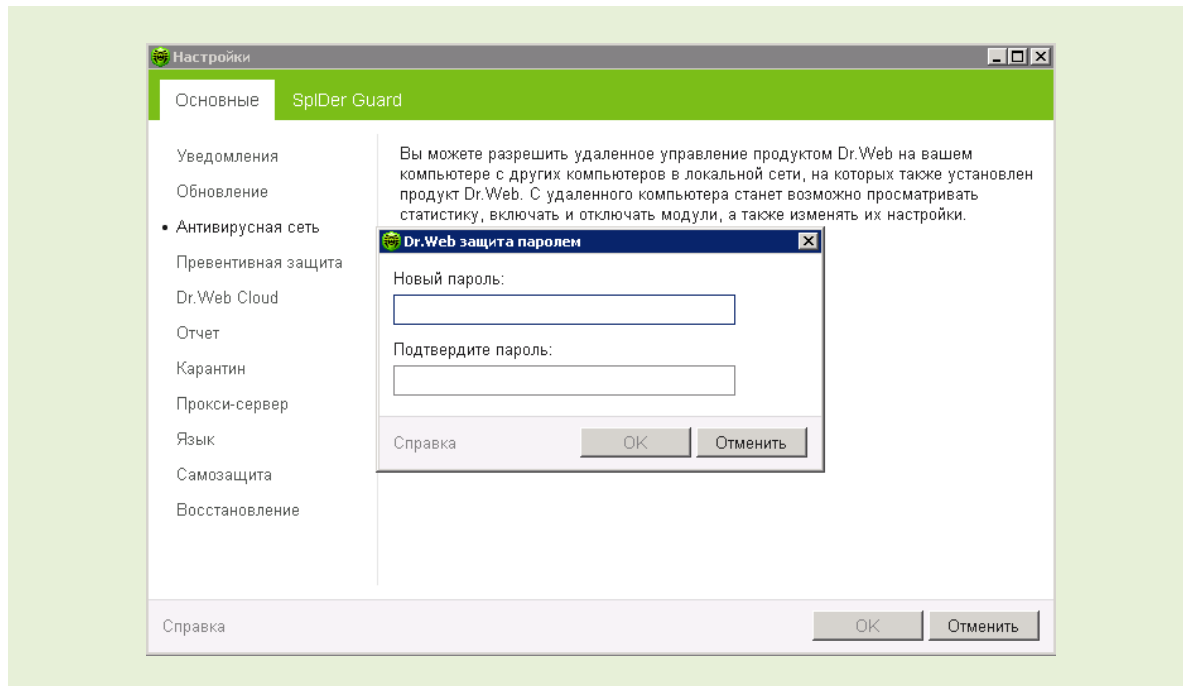 Настройки
Основные
SpIDer Guard
Уведомления
Обновление
• Антивирусная сеть
Превентивная защита
Dr.Web Cloud
Отчет
Карантин
Прокси-сервер
Язык
Самозащита
Восстановление
Вы можете разрешить удаленное управление продуктом Dr.Web на вашем
компьютере с других компьютеров в локальной сети, на которых также установлен
продукт Dr.Web. С удаленного компьютера станет возможно просматривать
статистику, включать и отключать модули, а также изменять их настройки.
Dr.Web защита паролем
Новый пароль:
Подтвердите пароль:
Справка
OK
Отменить
Справка
OK
Отменить